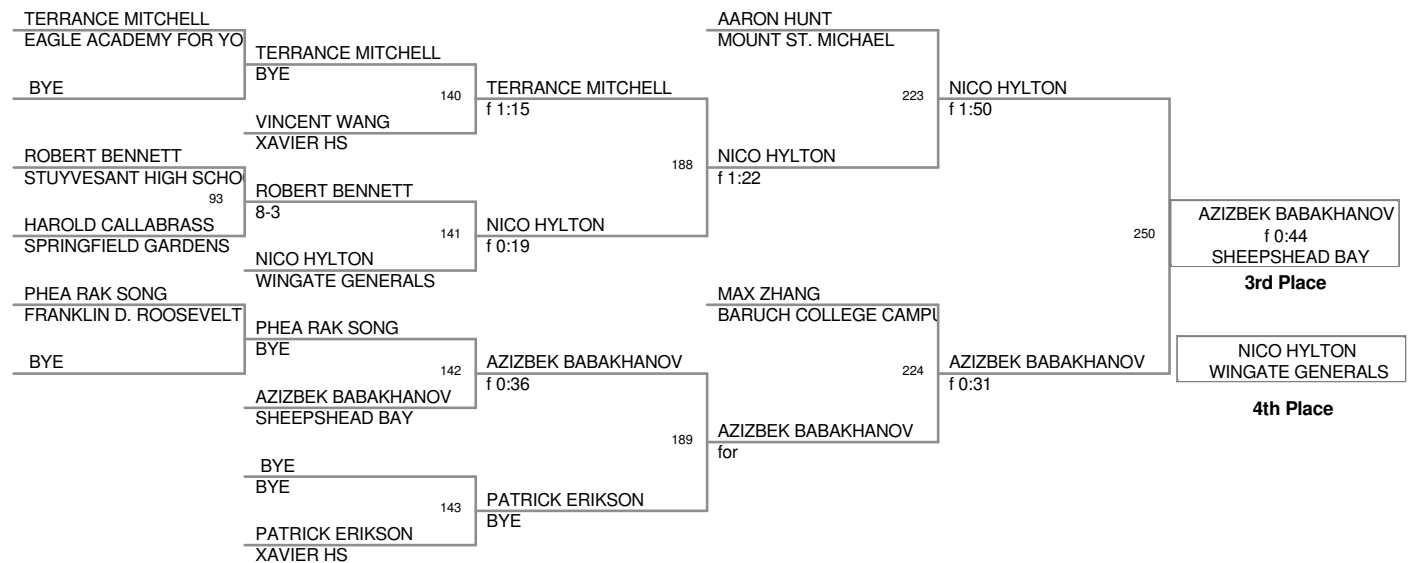 TERRANCE MITCHELL
EAGLE ACADEMY FOR YO
BYE
TERRANCE MITCHELL
BYE
140
VINCENT WANG
XAVIER HS
TERRANCE MITCHELL
f 1:15
ROBERT BENNETT
STUYVESANT HIGH SCHO
93
HAROLD CALLABRASS
SPRINGFIELD GARDENS
ROBERT BENNETT
8-3
141
NICO HYLTON
WINGATE GENERALS
NICO HYLTON
f 0:19
188
NICO HYLTON
f 1:22
AARON HUNT
MOUNT ST. MICHAEL
223
NICO HYLTON
f 1:50
PHEA RAK SONG
FRANKLIN D. ROOSEVELT
BYE
PHEA RAK SONG
BYE
142
AZIZBEK BABAKHANOV
SHEEPSHEAD BAY
AZIZBEK BABAKHANOV
f 0:36
BYE
BYE
143
PATRICK ERIKSON
XAVIER HS
PATRICK ERIKSON
BYE
189
AZIZBEK BABAKHANOV
for
MAX ZHANG
BARUCH COLLEGE CAMPU
224
AZIZBEK BABAKHANOV
f 0:31
250
AZIZBEK BABAKHANOV
f 0:44
SHEEPSHEAD BAY
3rd Place
NICO HYLTON
WINGATE GENERALS
4th Place